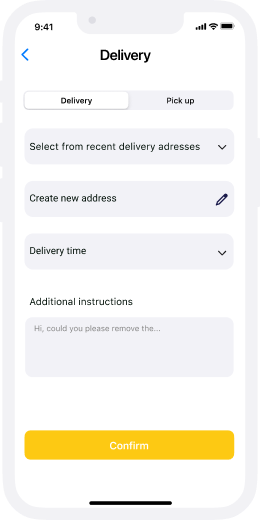 9:41
Delivery
Delivery Pick up
Select from recent delivery adresses
Create new address
Delivery time
Additional instructions
Hi, could you please remove the...
Confirm